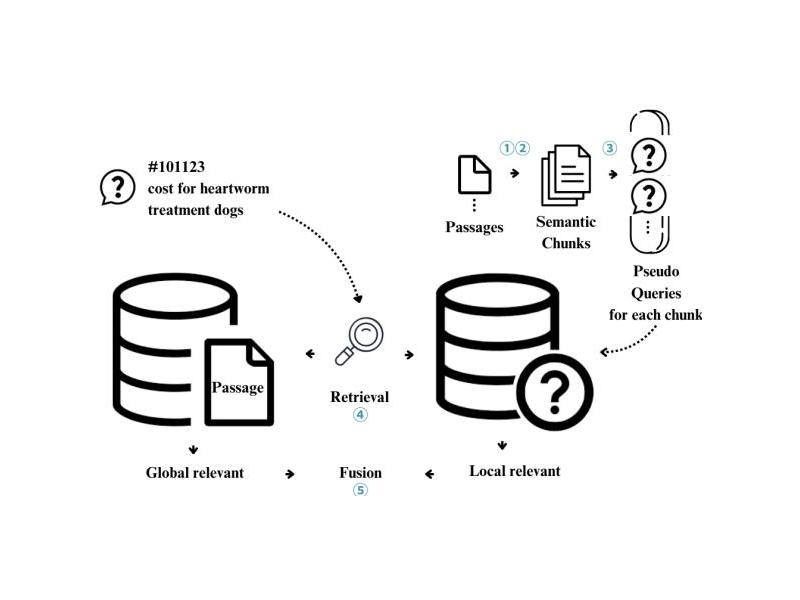 #101123
cost for heartworm
treatment dogs
①②
③
Passages
Semantic
Chunks
Pseudo
Queries
for each chunk
Passage
Retrieval
④
Global relevant
Fusion
⑤
Local relevant